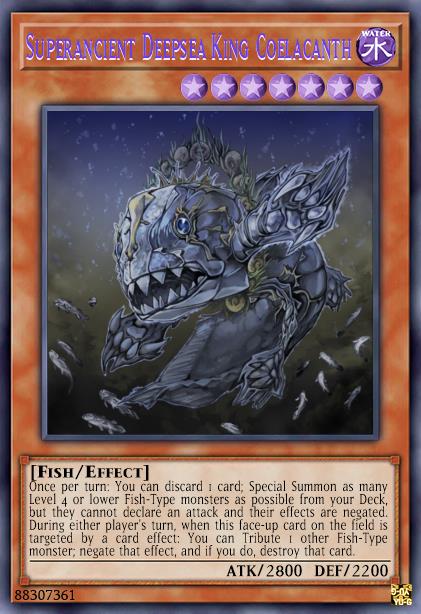 Superancient Deepsea King Coelacanth
WATER
水
[Fish/Effect]
Once per turn: You can discard 1 card; Special Summon as many
Level 4 or lower Fish-Type monsters as possible from your Deck,
but they cannot declare an attack and their effects are negated.
During either player's turn, when this face-up card on the field is
targeted by a card effect: You can Tribute 1 other Fish-Type
monster; negate that effect, and if you do, destroy that card.
ATK/2800 DEF/2200
88307361